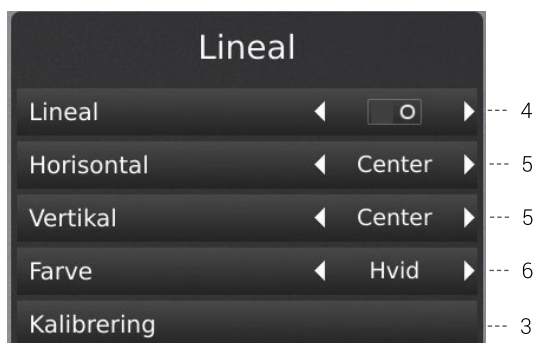 Lineal
Lineal O --- 4
Horisontal Center --- 5
Vertikal Center --- 5
Farve Hvid --- 6
Kalibrering --- 3